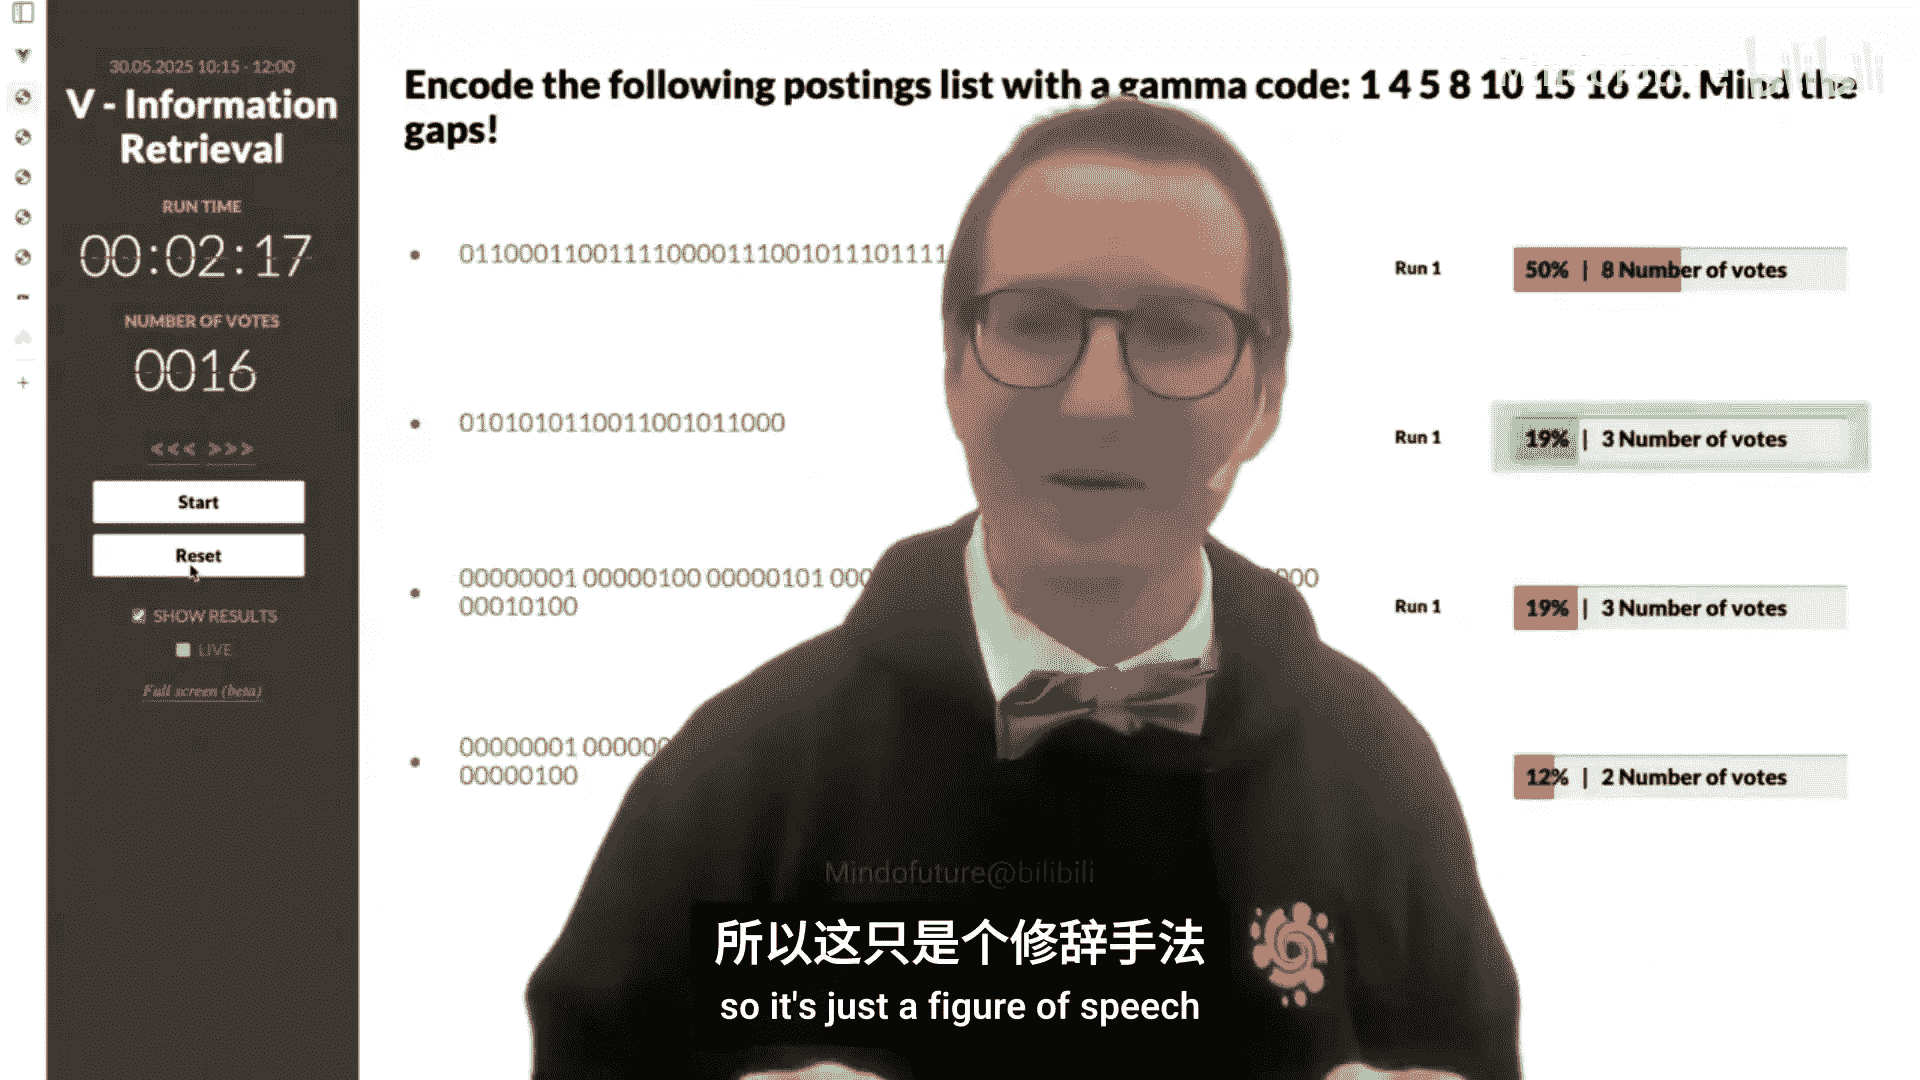 30.05.2025 10:15 - 12:00
V - Information
Retrieval
RUN TIME
00:02:17
NUMBER OF VOTES
0016
<<< >>>
Start
Reset
SHOW RESULTS
LIVE
Full screen (beta)
Encode the following postings list with a gamma code: 1 4 5 8 10 15 16 20. Mind the
gaps!
011000110011110000111001011101111
Run 1
50% | 8 Number of votes
0101010110011001011000
Run 1
19% | 3 Number of votes
00000001 00000100 00000101 000
000
00010100
Run 1
19% | 3 Number of votes
00000001 000000
00000100
12% | 2 Number of votes
Mindofuture@bilibili
所以这只是个修辞手法
so it's just a figure of speech